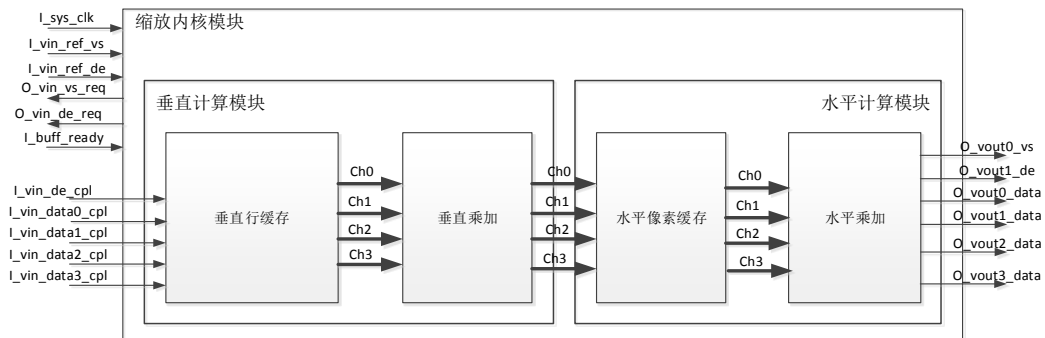 缩放内核模块
I_sys_clk
I_vin_ref_vs
I_vin_ref_de
O_vin_vs_req
O_vin_de_req
I_buff_ready
I_vin_de_cpl
I_vin_data0_cpl
I_vin_data1_cpl
I_vin_data2_cpl
I_vin_data3_cpl
垂直计算模块
垂直行缓存
Ch0
Ch1
Ch2
Ch3
垂直乘加
Ch0
Ch1
Ch2
Ch3
水平计算模块
水平像素缓存
Ch0
Ch1
Ch2
Ch3
水平乘加
O_vout0_vs
O_vout1_de
O_vout0_data
O_vout1_data
O_vout2_data
O_vout3_data